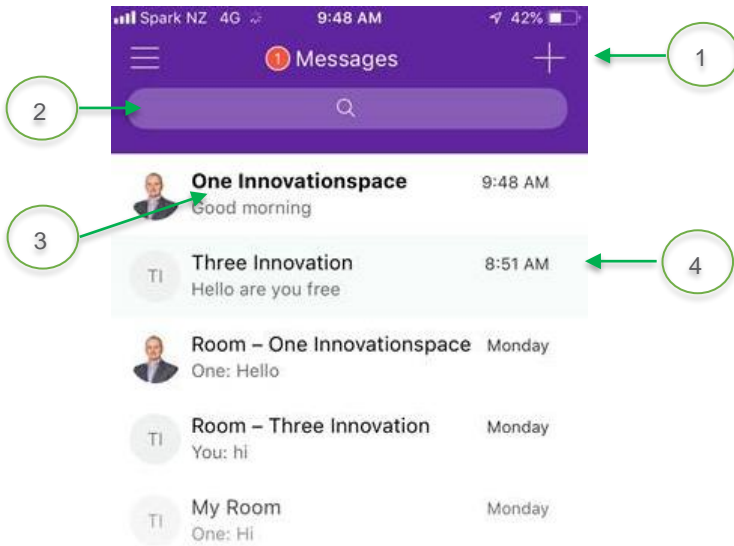 Spark NZ 4G 9:48 AM 42%
1 Messages
1
2
One Innovationspace 9:48 AM
Good morning
3
TI Three Innovation 8:51 AM
Hello are you free
4
Room – One Innovationspace Monday
One: Hello
TI Room – Three Innovation Monday
You: hi
TI My Room Monday
One: Hi